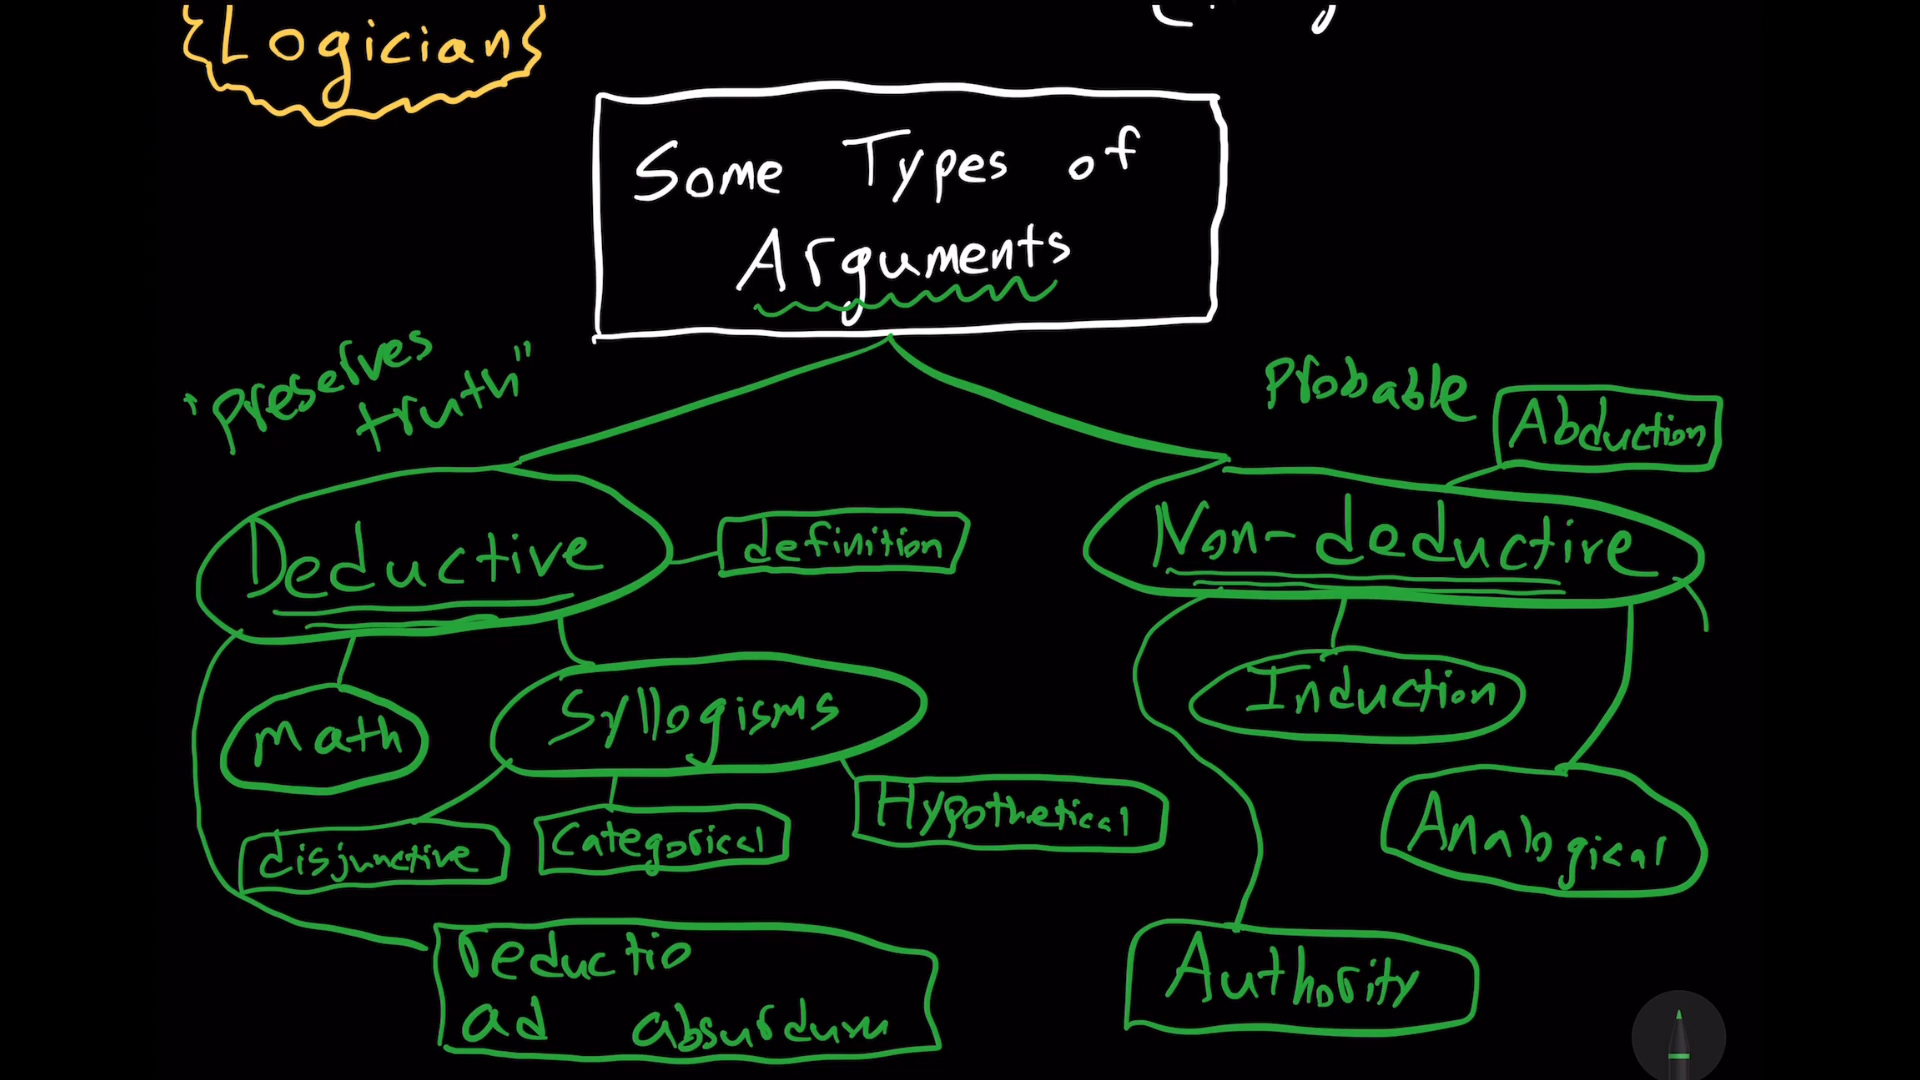 Logician
Some Types of
Arguments
"Preserves
truth"
Probable
Abduction
Deductive
definition
Non-deductive
Math
Syllogisms
Induction
disjunctive
Categorical
Hypothetical
Analogical
reductio
ad absurdum
Authority